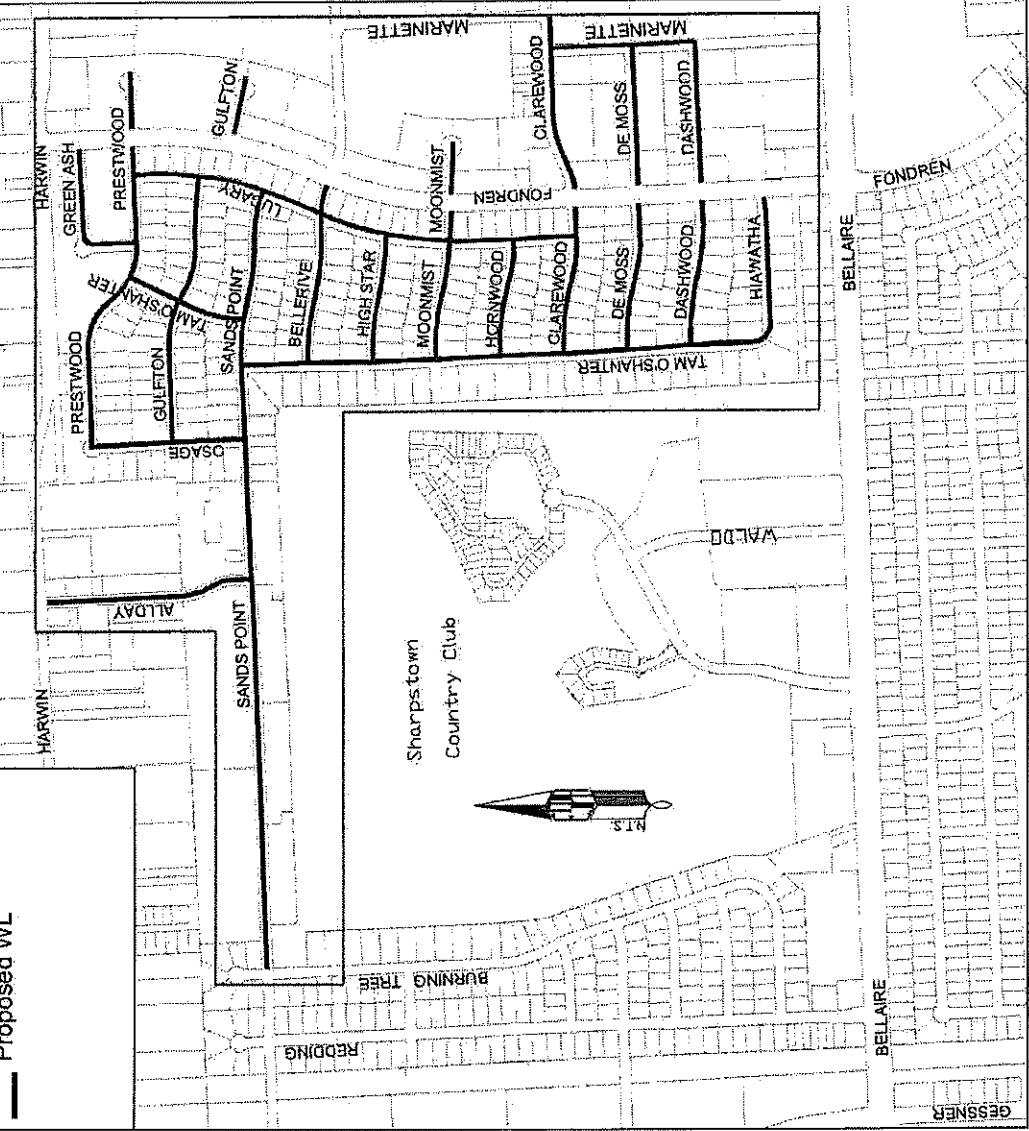 HARWIN
GREEN ASH
PRESTWOOD
GULFTON
MARINETTE
TAM O'SHANTER
LUBARY
PRESTWOOD
GULFTON
SANDS POINT
OSAGE
BELLERIVE
HIGH STAR
MOONMIST
MOONMIST
FONDREN
CLAREWOOD
MARINETTE
HORNWOOD
CLAREWOOD
DE MOSS
DE MOSS
DASHWOOD
DASHWOOD
HIAWATHA
TAM O'SHANTER
BELLAIRE
FONDREN
ALLDAY
HARWIN
SANDS POINT
Sharpstown
Country Club
WALDO
N.T.S.
BURNING TREE
REDDING
BELLAIRE
GESSNER
Proposed WL